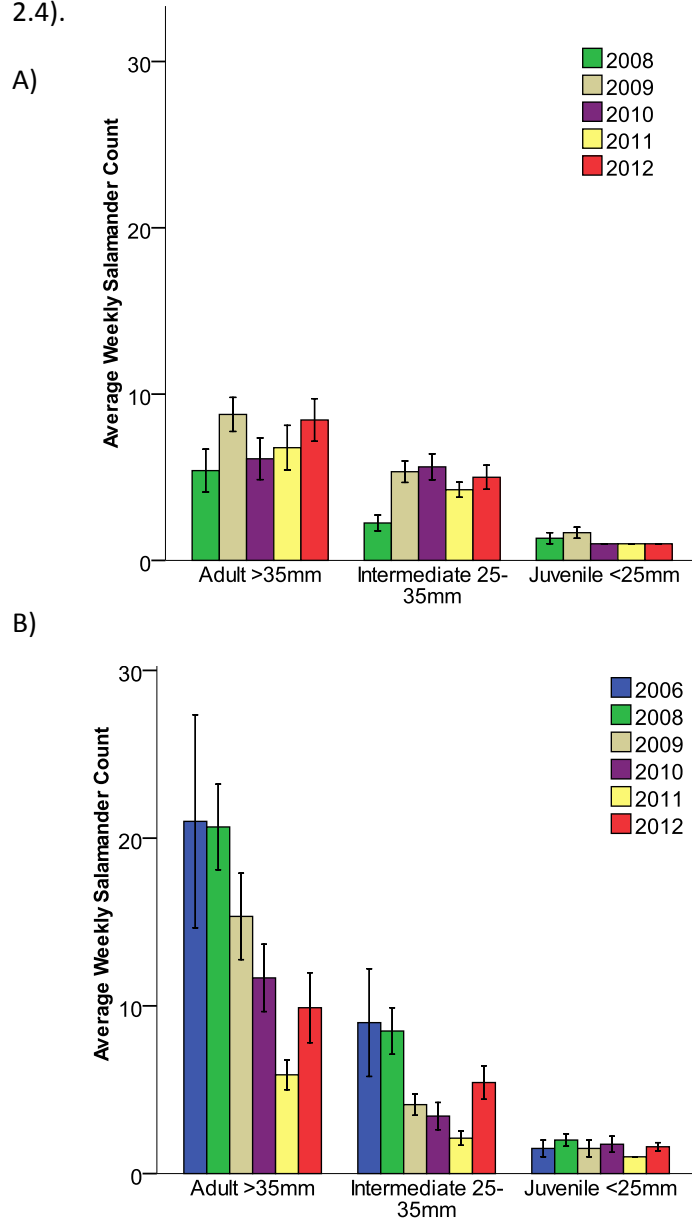 2.4).
A)
Average Weekly Salamander Count
30
20
10
0
2008
2009
2010
2011
2012
Adult >35mm
Intermediate 25-
35mm
Juvenile <25mm
B)
Average Weekly Salamander Count
30
20
10
0
2006
2008
2009
2010
2011
2012
Adult >35mm
Intermediate 25-
35mm
Juvenile <25mm